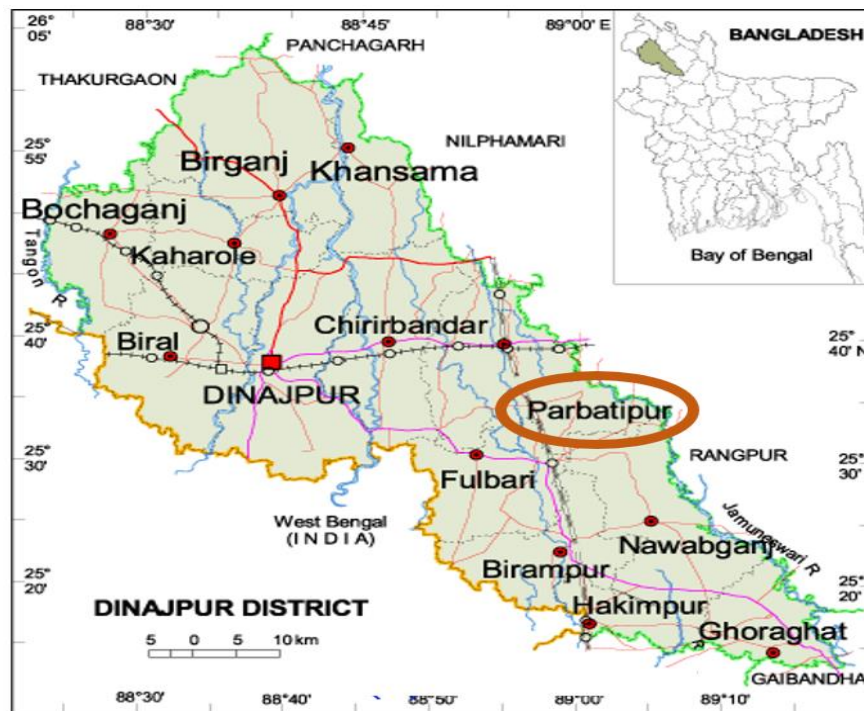 26
05'
88°30'
88°45'
89°00' E
PANCHAGARH
BANGLADESH
THAKURGAON
25
55'
NILPHAMARI
Birganj
Khansama
Bochaganj
Kaharole
Tangon R
Bay of Bengal
25
40'
Biral
Chirirbandar
25
40' N
DINAJPUR
Parbatipur
25
30'
Fulbari
RANGPUR
25
30'
West Bengal
(INDIA)
Jamuneswari R
Nawabganj
25
20'
Birampur
25
20'
DINAJPUR DISTRICT
Hakimpur
5 0 5 10 km
R
Ghoraghat
GAIBANDHA
88°30'
88°40'
88°50'
89°00'
89°10'